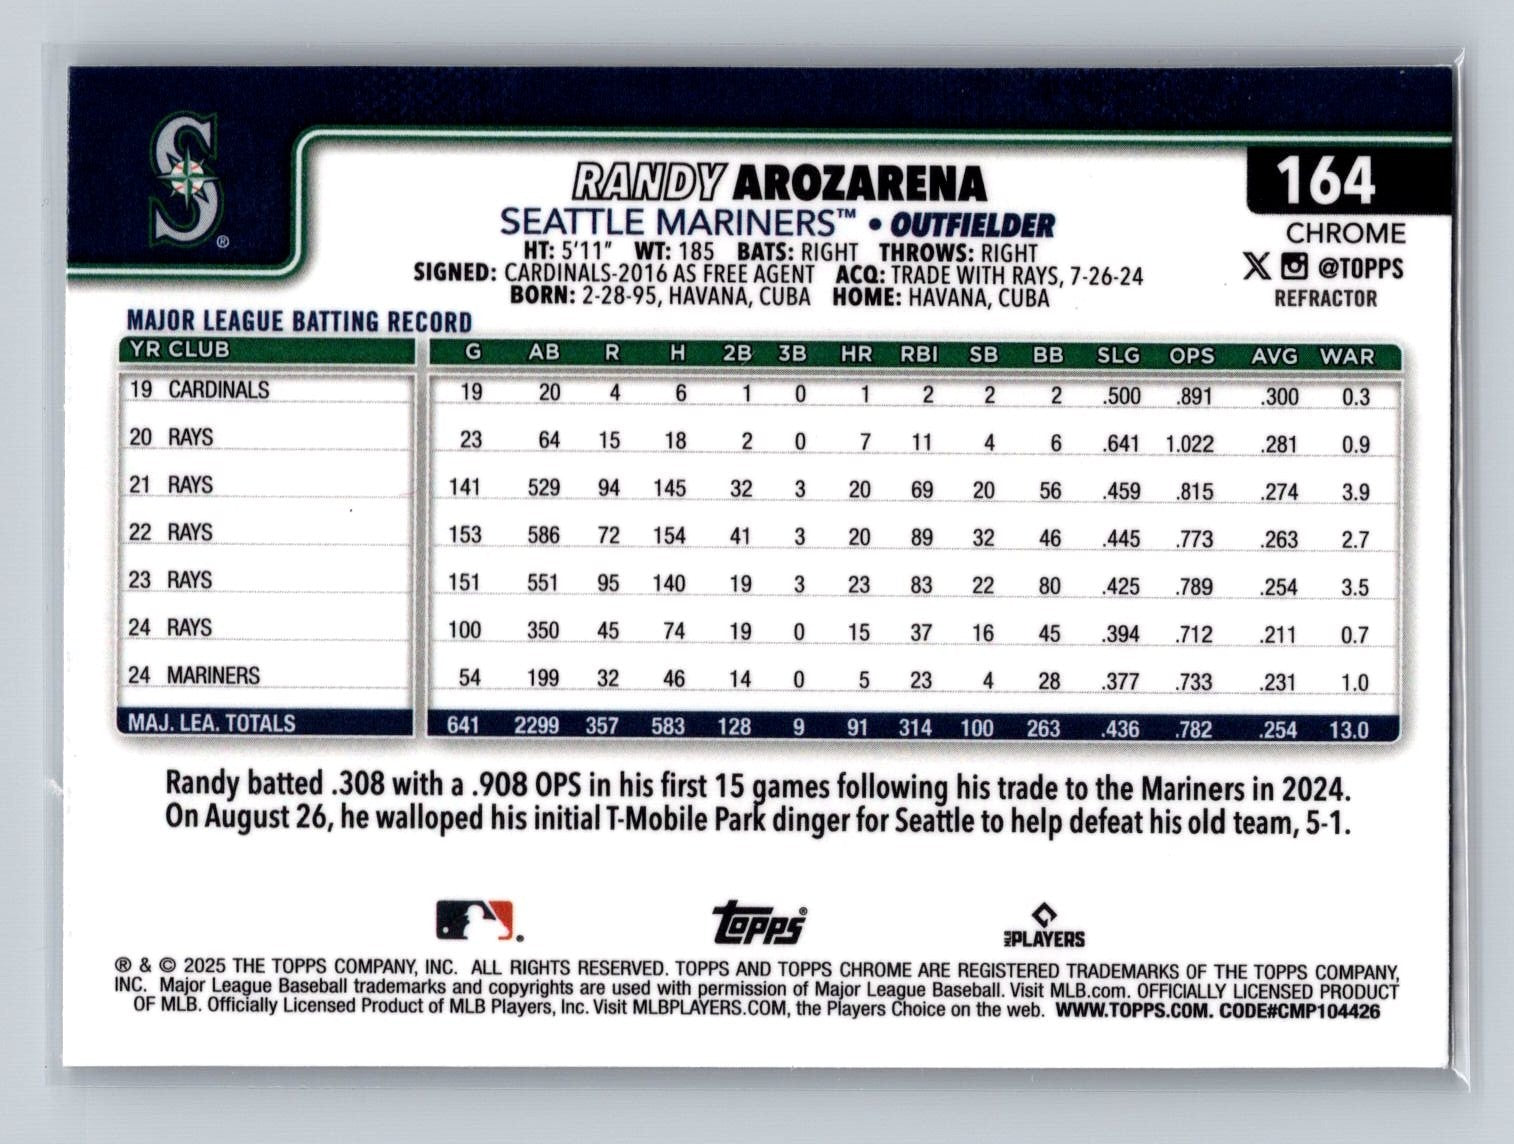 S ®
RANDY AROZARENA
164
SEATTLE MARINERS™ • OUTFIELDER
CHROME
HT: 5'11" WT: 185 BATS: RIGHT THROWS: RIGHT
@TOPPS
SIGNED: CARDINALS-2016 AS FREE AGENT ACQ: TRADE WITH RAYS, 7-26-24
REFRACTOR
BORN: 2-28-95, HAVANA, CUBA HOME: HAVANA, CUBA
MAJOR LEAGUE BATTING RECORD
YR CLUB G AB R H 2B 3B HR RBI SB BB SLG OPS AVG WAR
19 CARDINALS 19 20 4 6 1 0 1 2 2 2 .500 .891 .300 0.3
20 RAYS 23 64 15 18 2 0 7 11 4 6 .641 1.022 .281 0.9
21 RAYS 141 529 94 145 32 3 20 69 20 56 .459 .815 .274 3.9
22 RAYS 153 586 72 154 41 3 20 89 32 46 .445 .773 .263 2.7
23 RAYS 151 551 95 140 19 3 23 83 22 80 .425 .789 .254 3.5
24 RAYS 100 350 45 74 19 0 15 37 16 45 .394 .712 .211 0.7
24 MARINERS 54 199 32 46 14 0 5 23 4 28 .377 .733 .231 1.0
MAJ. LEA. TOTALS 641 2299 357 583 128 9 91 314 100 263 .436 .782 .254 13.0
Randy batted .308 with a .908 OPS in his first 15 games following his trade to the Mariners in 2024.
On August 26, he walloped his initial T-Mobile Park dinger for Seattle to help defeat his old team, 5-1.
Topps®
MLB PLAYERS
® & © 2025 THE TOPPS COMPANY, INC. ALL RIGHTS RESERVED. TOPPS AND TOPPS CHROME ARE REGISTERED TRADEMARKS OF THE TOPPS COMPANY,
INC. Major League Baseball trademarks and copyrights are used with permission of Major League Baseball. Visit MLB.com. OFFICIALLY LICENSED PRODUCT
OF MLB. Officially Licensed Product of MLB Players, Inc. Visit MLBPLAYERS.COM, the Players Choice on the web. WWW.TOPPS.COM. CODE#CMP104426